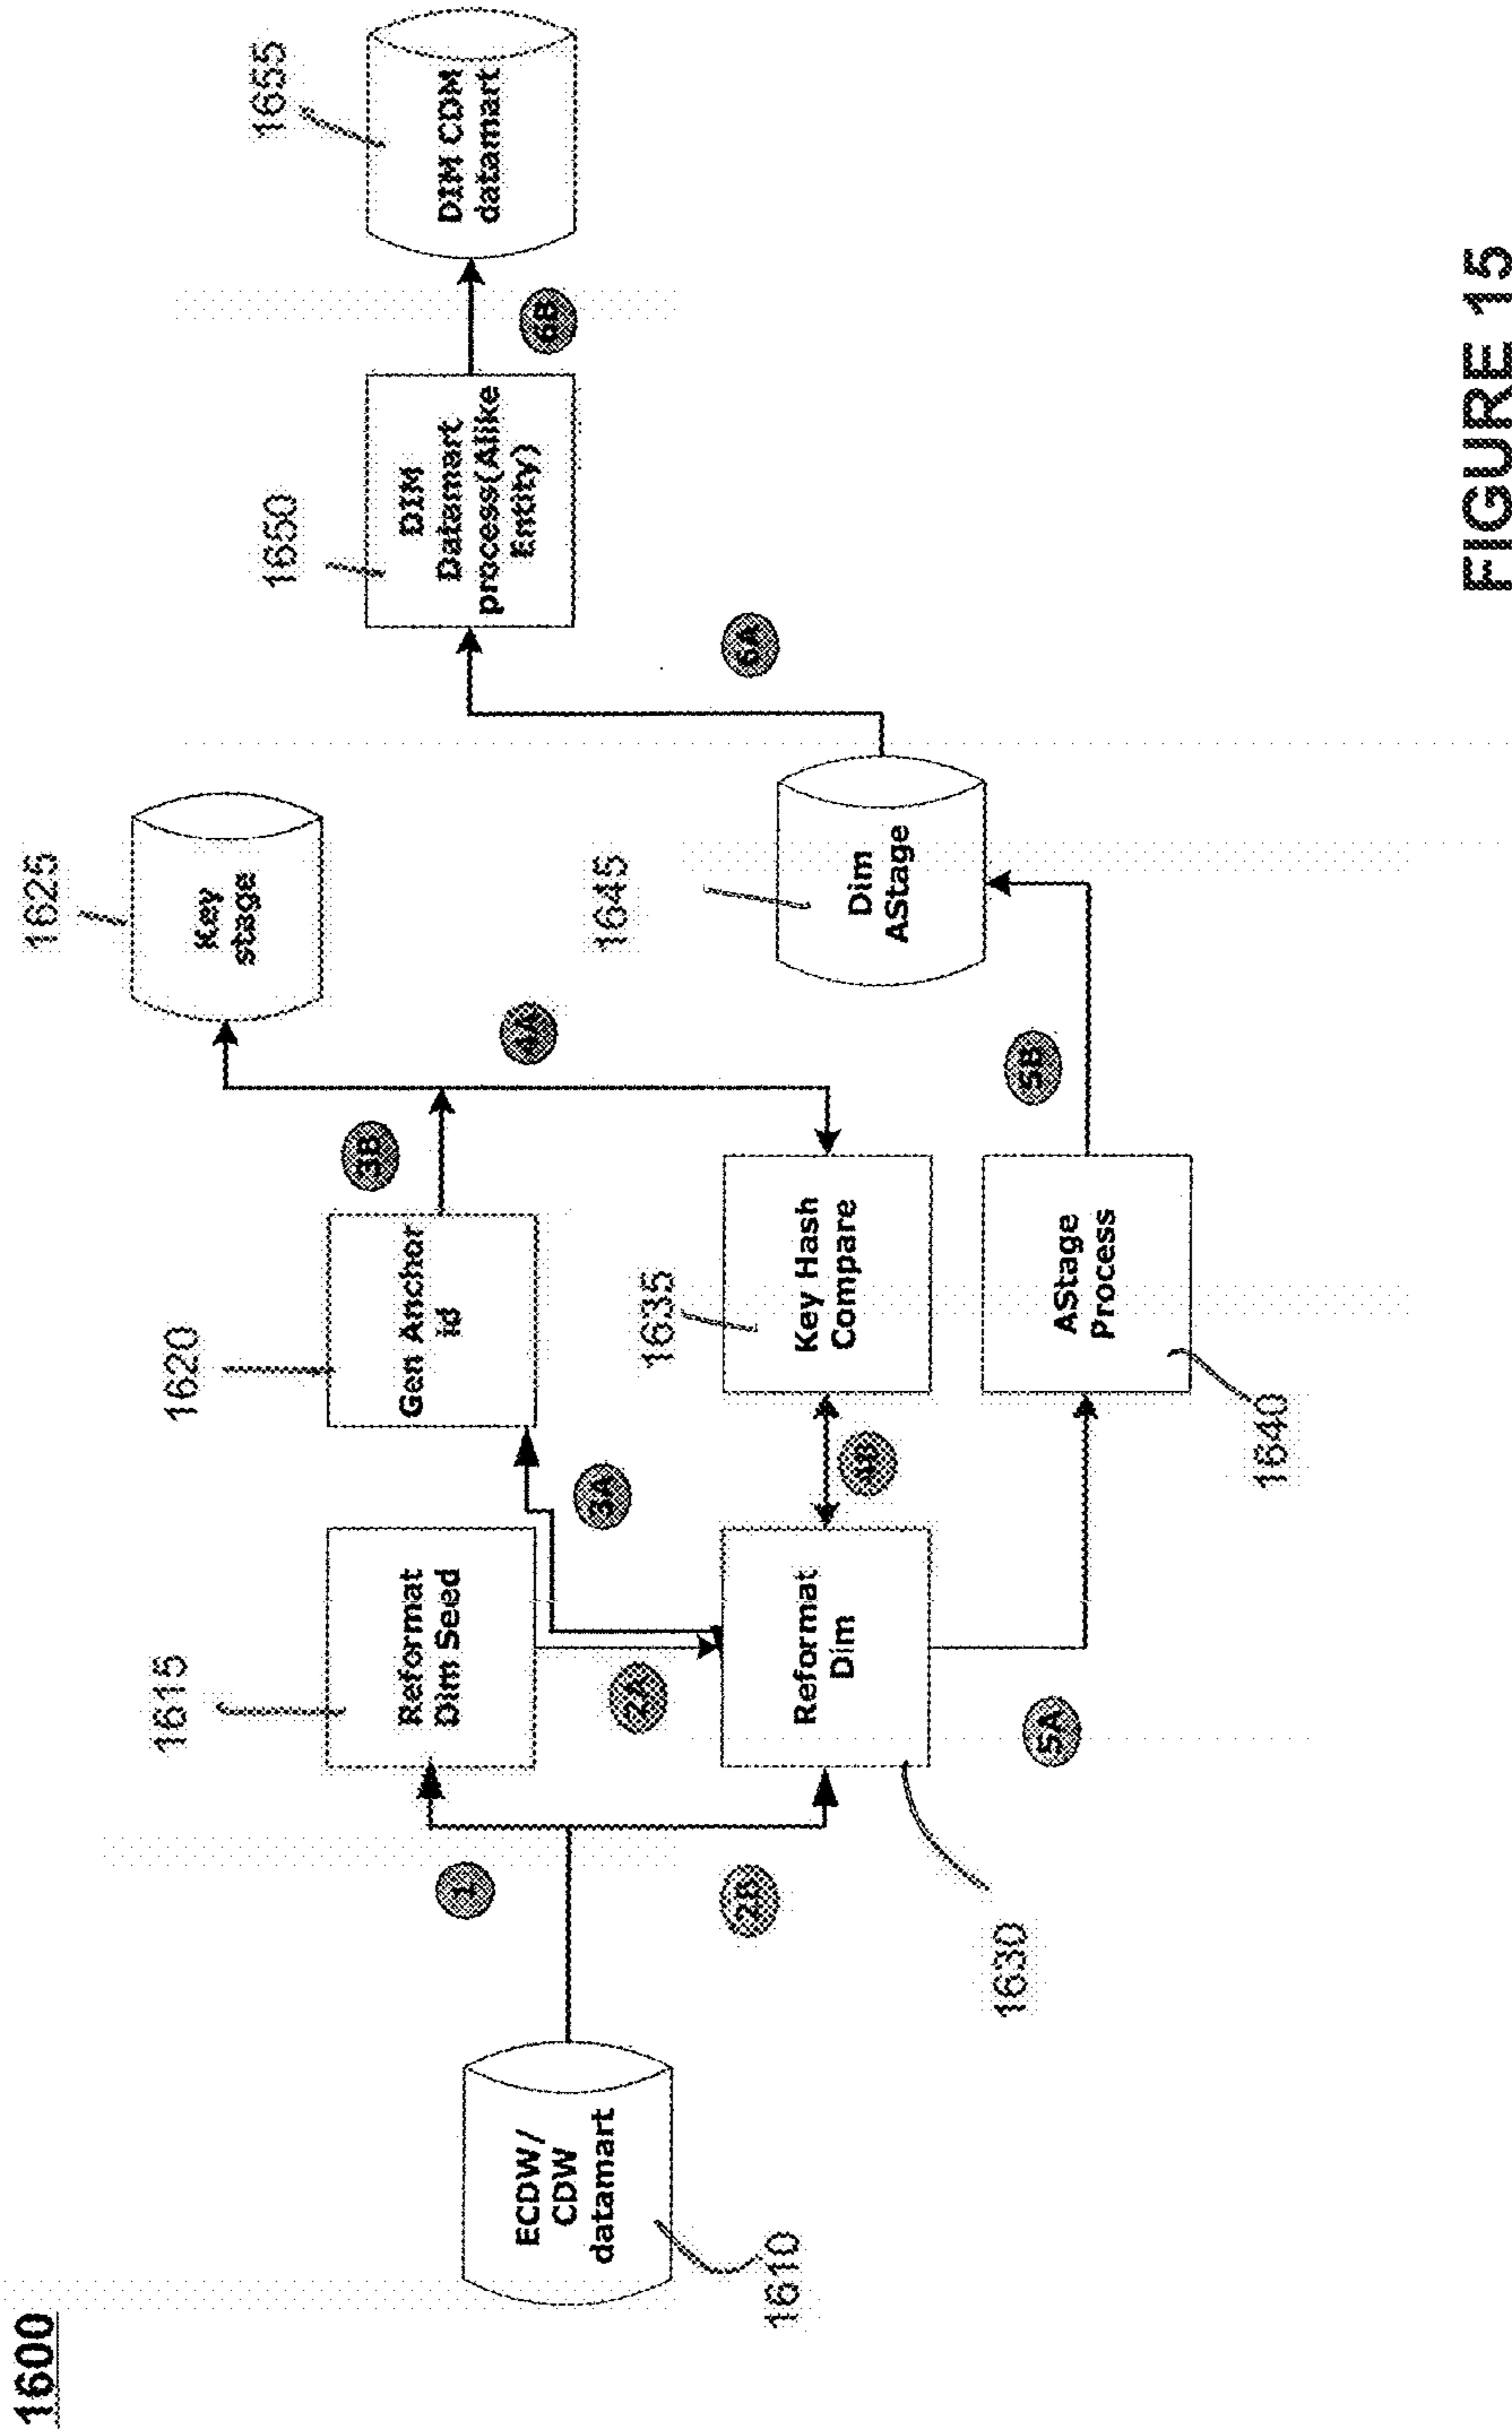 1600
1655
DIM CDM
datamart
6B
1650
DIM
Datamart
process(Alike
Entity)
6A
1625
Key
stage
1645
Dim
AStage
4A
3B
5B
1620
Gen Anchor
id
1635
Key Hash
Compare
AStage
Process
1640
3A
4B
1615
Reformat
Dim Seed
2A
Reformat
Dim
5A
1
2B
1630
ECDW/
CDW
datamart
1610
FIGURE 15